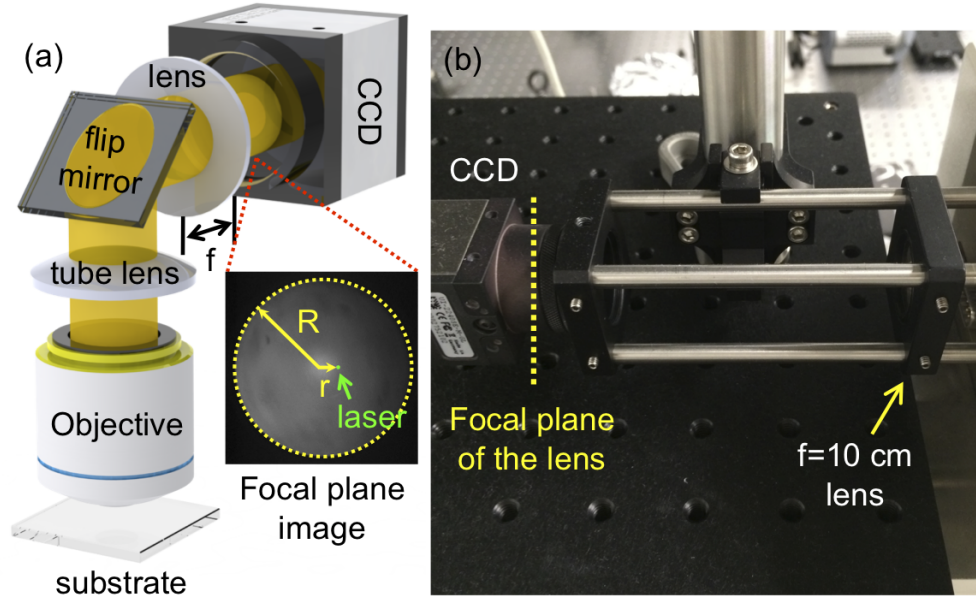 (a)
lens
CCD
flip
mirror
f
tube lens
R
r
laser
Objective
Focal plane
image
substrate
(b)
CCD
Focal plane
of the lens
f=10 cm
lens